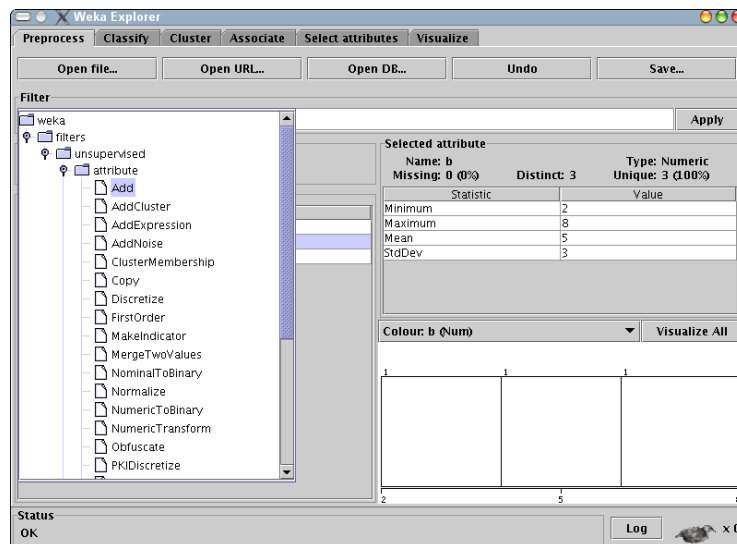 Weka Explorer
Preprocess Classify Cluster Associate Select attributes Visualize
Open file... Open URL... Open DB... Undo Save...
Filter
Apply
weka
filters
unsupervised
attribute
Add
AddCluster
AddExpression
AddNoise
ClusterMembership
Copy
Discretize
FirstOrder
MakeIndicator
MergeTwoValues
NominalToBinary
Normalize
NumericToBinary
NumericTransform
Obfuscate
PKIDiscretize
Selected attribute
Name: b Type: Numeric
Missing: 0 (0%) Distinct: 3 Unique: 3 (100%)
Statistic Value
Minimum 2
Maximum 8
Mean 5
StdDev 3
Colour: b (Num) Visualize All
1 1 1
2 5
Status
OK
Log x